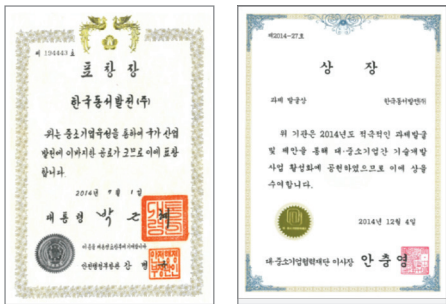 제 194443 호
표 창 장
한국동서발전(주)
위는 중소기업육성을 통하여 국가 산업
발전에 이바지한 공로가 크므로 이에 표창
합니다.
2014년 월 1일
대통령 박
제2014-27호
상 장
과제 발굴상
한국동서발전㈜
위 기관은 2014년도 적극적인 과제발굴
및 제안을 통해 대·중소기업간 기술개발
사업 활성화에 공헌하였으므로 이에 상을
수여합니다.
2014년 12월 4일
대·중소기업협력재단 이사장 안 충 영